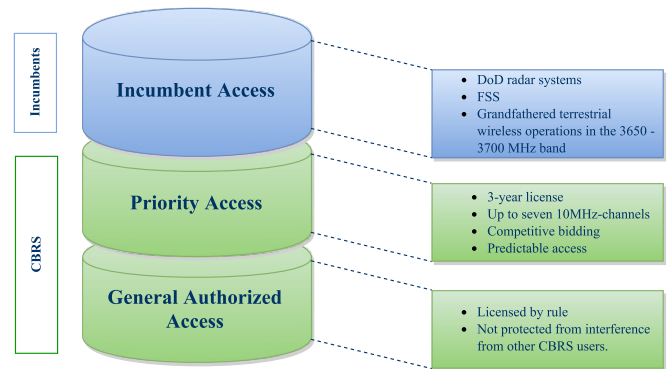 Incumbents
Incumbent Access
• DoD radar systems
• FSS
• Grandfathered terrestrial
wireless operations in the 3650 -
3700 MHz band
CBRS
Priority Access
• 3-year license
• Up to seven 10MHz-channels
• Competitive bidding
• Predictable access
General Authorized
Access
• Licensed by rule
• Not protected from interference
from other CBRS users.